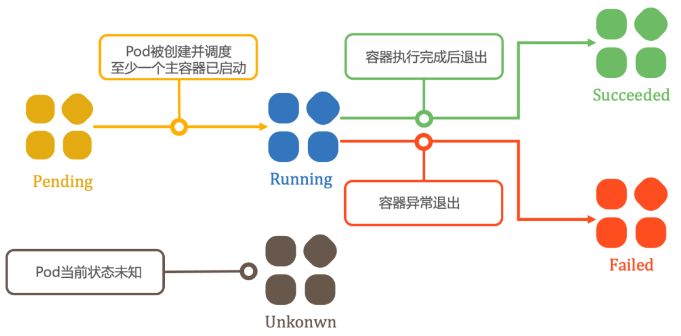 Pod被创建并调度
至少一个主容器已启动
容器执行完成后退出
Succeeded
Pending
Running
容器异常退出
Failed
Pod当前状态未知
Unkonwn